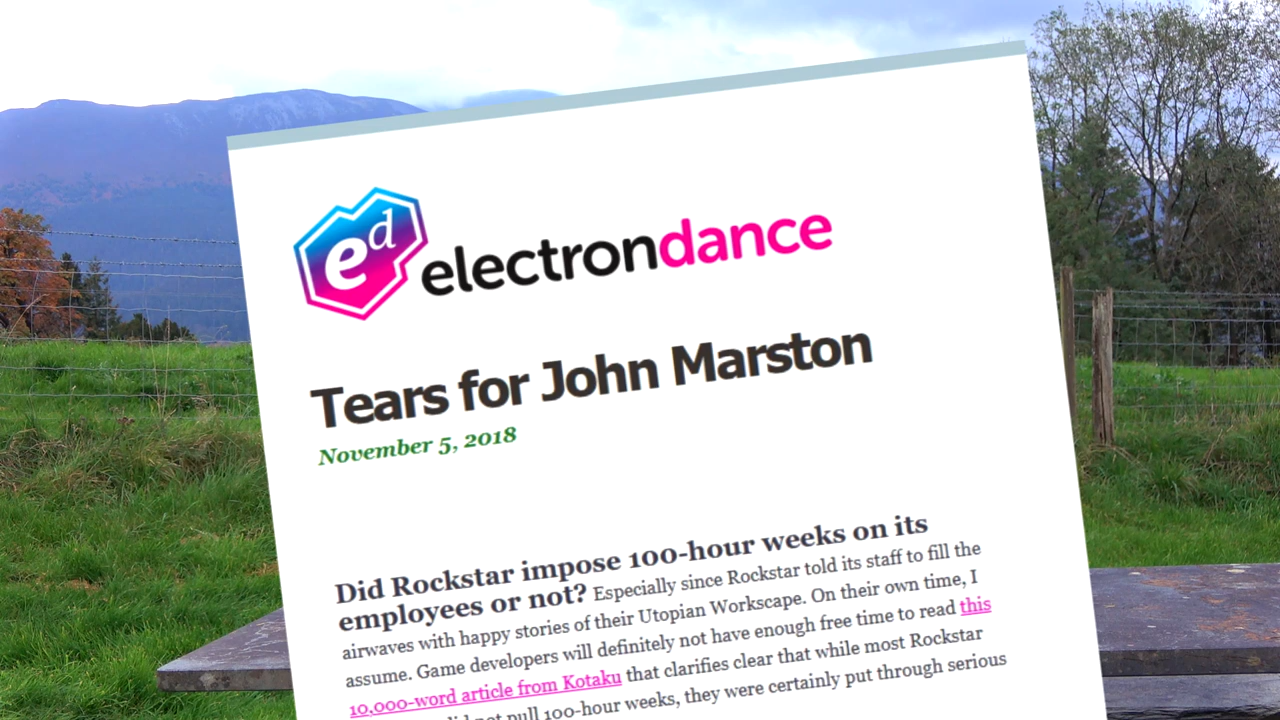 ed electrondance
Tears for John Marston
November 5, 2018
Did Rockstar impose 100-hour weeks on its
employees or not? Especially since Rockstar told its staff to fill the
airwaves with happy stories of their Utopian Workscape. On their own time, I
assume. Game developers will definitely not have enough free time to read this
10,000-word article from Kotaku that clarifies clear that while most Rockstar
did not pull 100-hour weeks, they were certainly put through serious